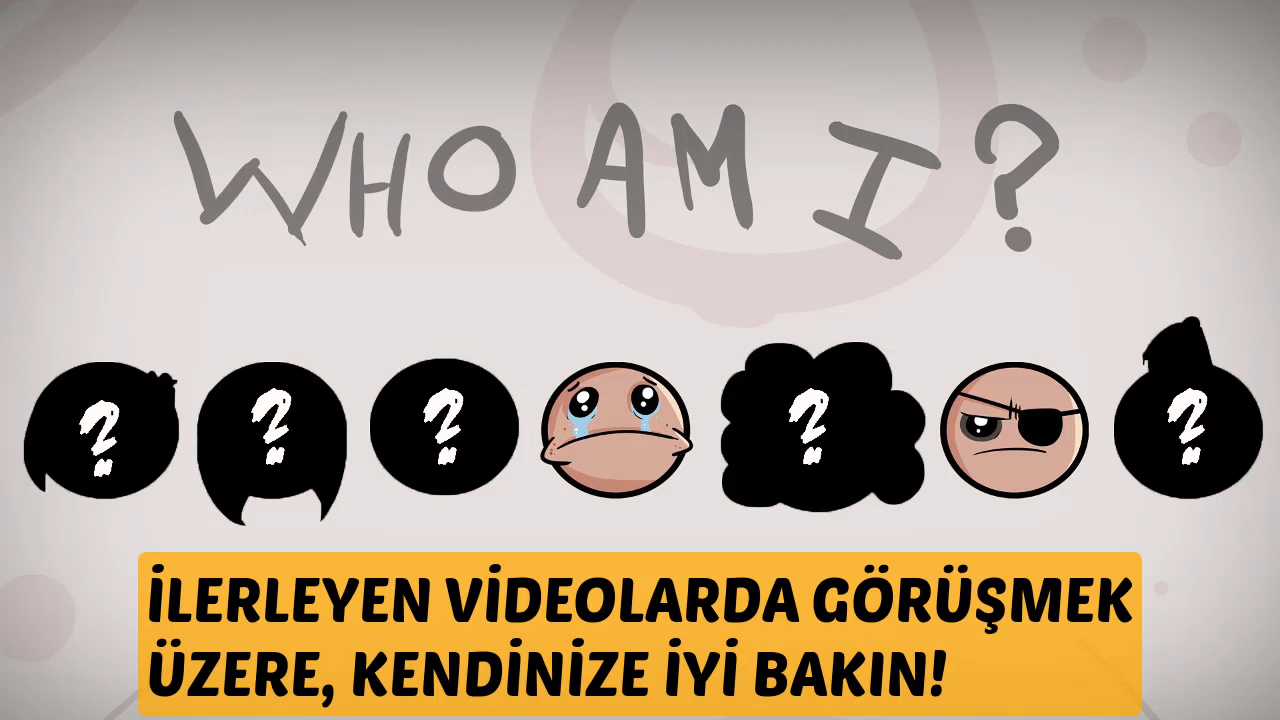 WHO AM I?
? ? ? ? ?
İLERLEYEN VİDEOLARDA GÖRÜŞMEK
ÜZERE, KENDİNİZE İYİ BAKIN!